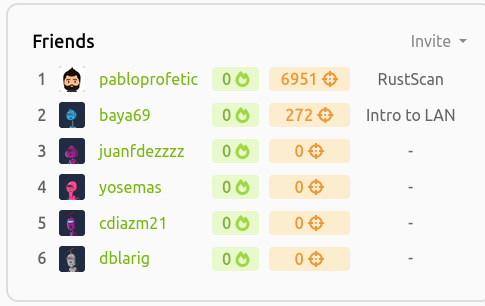 Friends Invite
1 pabloprofetic 0 6951 RustScan
2 baya69 0 272 Intro to LAN
3 juanfdezzzz 0 0 -
4 yosemas 0 0 -
5 cdiazm21 0 0 -
6 dblarig 0 0 -